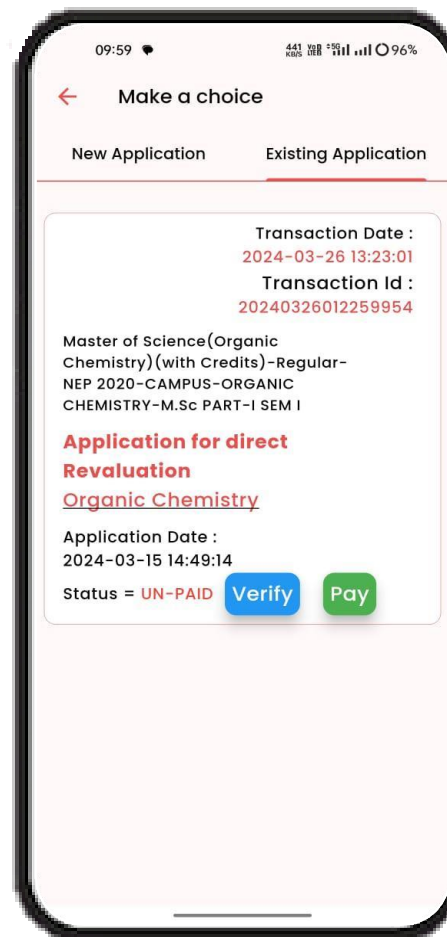 09:59 441 KB/S VoD LTEB 5G 96%
Make a choice
New Application Existing Application
Transaction Date :
2024-03-26 13:23:01
Transaction Id :
20240326012259954
Master of Science(Organic
Chemistry)(with Credits)-Regular-
NEP 2020-CAMPUS-ORGANIC
CHEMISTRY-M.Sc PART-I SEM I
Application for direct
Revaluation
Organic Chemistry
Application Date :
2024-03-15 14:49:14
Status = UN-PAID Verify Pay